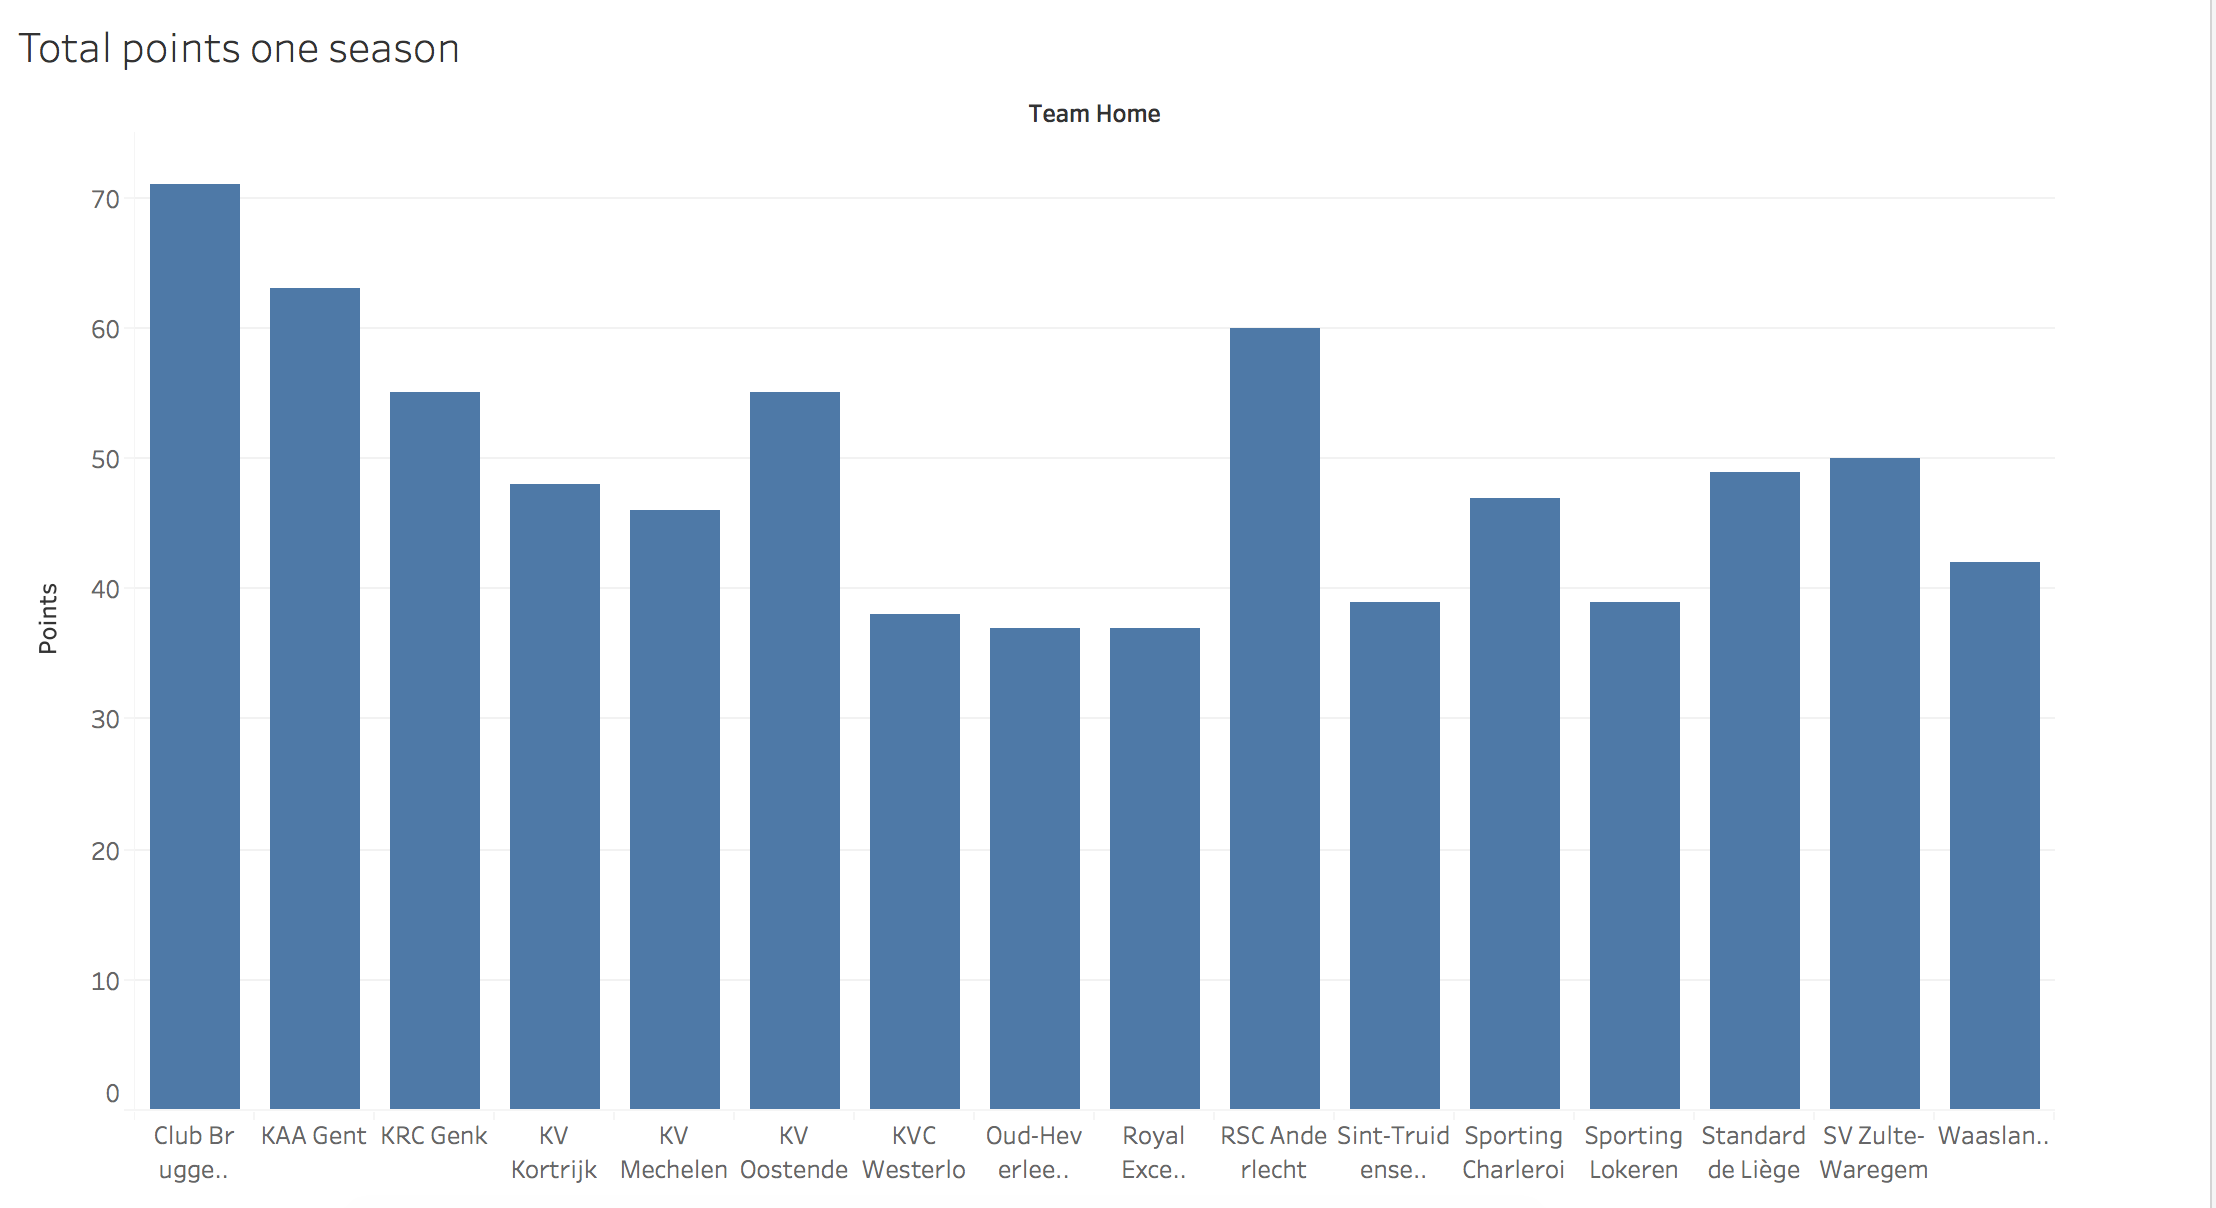 Total points one season
Team Home
70
60
50
40
30
20
10
0
Points
Club Br
ugge..
KAA Gent
KRC Genk
KV
Kortrijk
KV
Mechelen
KV
Oostende
KVC
Westerlo
Oud-Hev
erlee..
Royal
Exce..
RSC Ande
rlecht
Sint-Truid
ense..
Sporting
Charleroi
Sporting
Lokeren
Standard
de Liège
SV Zulte-
Waregem
Waaslan..